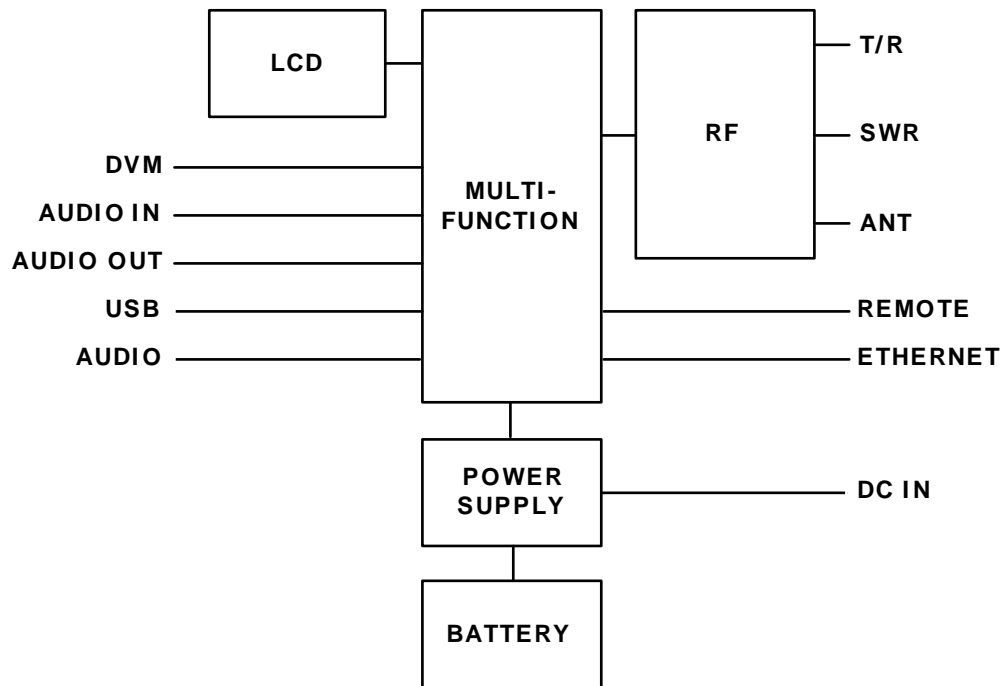 LCD
T/R
RF
SWR
DVM
MULTI-
FUNCTION
AUDIO IN
ANT
AUDIO OUT
USB
REMOTE
AUDIO
ETHERNET
POWER
SUPPLY
DC IN
BATTERY